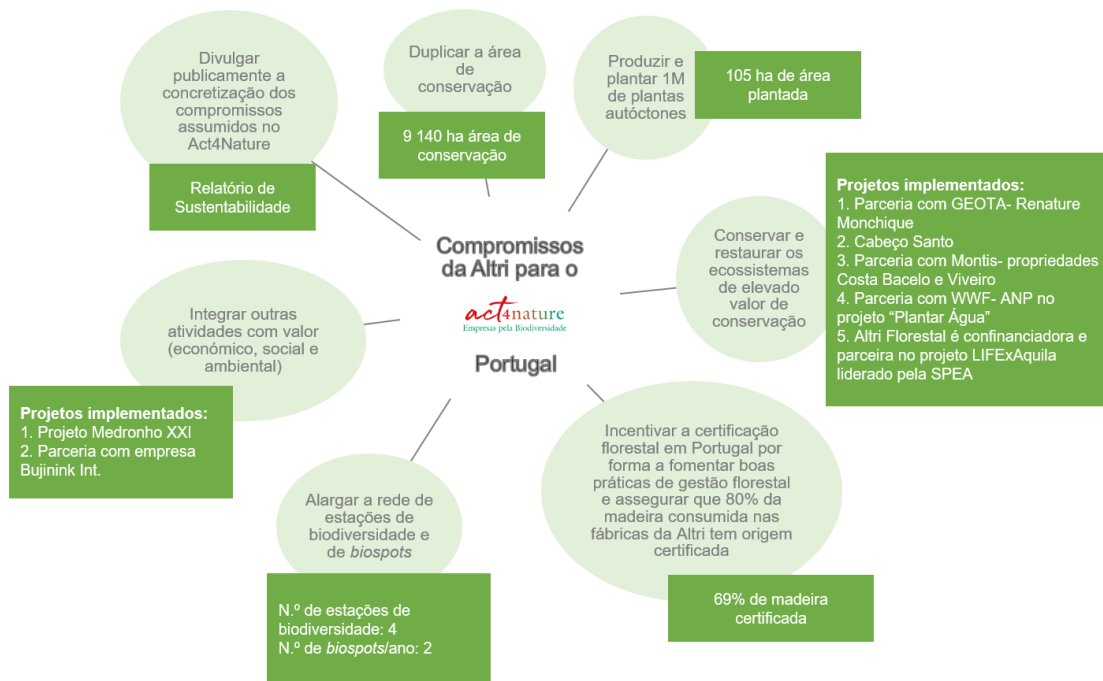 Divulgar
publicamente a
concretização dos
compromissos
assumidos no
Act4Nature
Relatório de
Sustentabilidade
Duplicar a área
de
conservação
9 140 ha área de
conservação
Produzir e
plantar 1M
de plantas
autóctones
105 ha de área
plantada
Compromissos
da Altri para o
act4nature
Empresas pela Biodiversidade
Portugal
Conservar e
restaurar os
ecossistemas
de elevado
valor de
conservação
Projetos implementados:
1. Parceria com GEOTA- Renature
Monchique
2. Cabeço Santo
3. Parceria com Montis- propriedades
Costa Bacelo e Viveiro
4. Parceria com WWF- ANP no
projeto “Plantar Água”
5. Altri Florestal é confinanciadora e
parceira no projeto LIFExAquila
liderado pela SPEA
Integrar outras
atividades com valor
(económico, social e
ambiental)
Projetos implementados:
1. Projeto Medronho XXI
2. Parceria com empresa
Bujinink Int.
Alargar a rede de
estações de
biodiversidade e
de biospots
N.º de estações de
biodiversidade: 4
N.º de biospots/ano: 2
Incentivar a certificação
florestal em Portugal por
forma a fomentar boas
práticas de gestão florestal
e assegurar que 80% da
madeira consumida nas
fábricas da Altri tem origem
certificada
69% de madeira
certificada